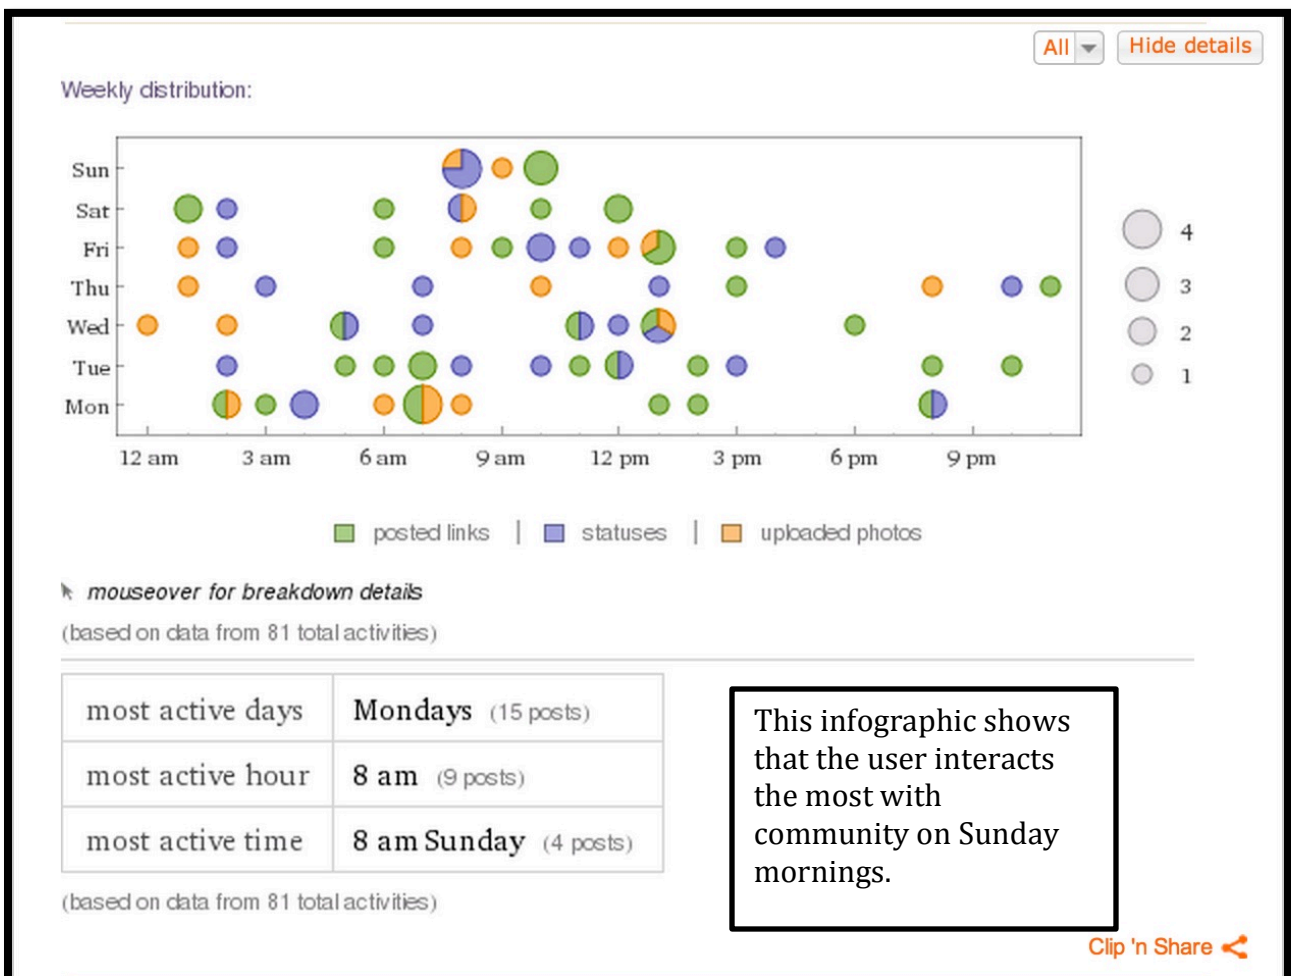 All
Hide details
Weekly distribution:
Sun
Sat
Fri
Thu
Wed
Tue
Mon
12 am 3 am 6 am 9 am 12 pm 3 pm 6 pm 9 pm
4
3
2
1
posted links | statuses | uploaded photos
mouseover for breakdown details
(based on data from 81 total activities)
most active days Mondays (15 posts)
most active hour 8 am (9 posts)
most active time 8 am Sunday (4 posts)
(based on data from 81 total activities)
This infographic shows
that the user interacts
the most with
community on Sunday
mornings.
Clip 'n Share